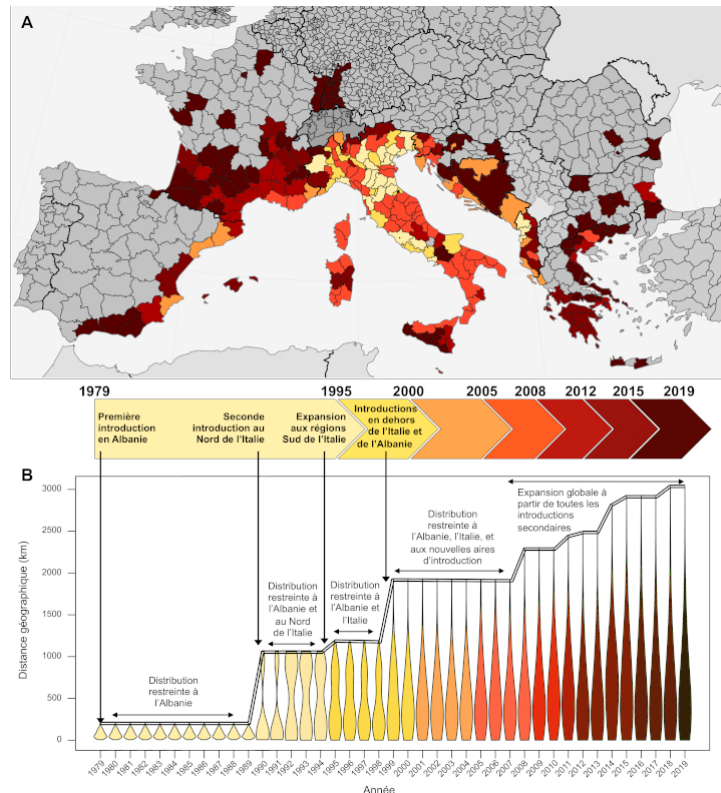 A
1979
1995
2000
2005
2008
2012
2015
2019
Première
introduction
en Albanie
Seconde
introduction au
Nord de l'Italie
Expansion
aux régions
Sud de l'Italie
Introductions
en dehors
de l'Italie et
de l'Albanie
B
Distance géographique (km)
3000
2500
2000
1500
1000
500
0
Distribution
restreinte à
l'Albanie
Distribution
restreinte à
l'Albanie et
au Nord
de l'Italie
Distribution
restreinte à
l'Albanie et
l'Italie
Distribution
restreinte à
l'Albanie, l'Italie, et
aux nouvelles aires
d'introduction
Expansion globale à
partir de toutes les
introductions
secondaires
1979
1980
1981
1982
1983
1984
1985
1986
1987
1988
1989
1990
1991
1992
1993
1994
1995
1996
1997
1998
1999
2000
2001
2002
2003
2004
2005
2006
2007
2008
2009
2010
2011
2012
2013
2014
2015
2016
2017
2018
2019
Année